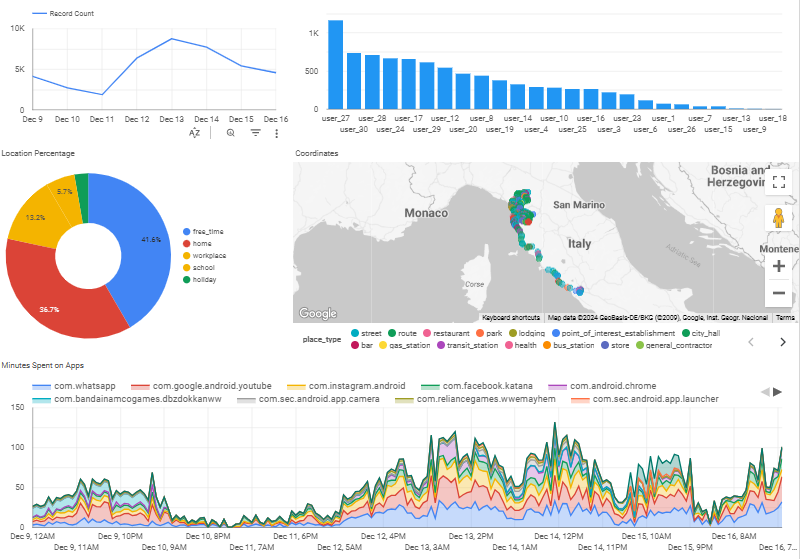 Record Count
10K
5K
0
Dec 9 Dec 10 Dec 11 Dec 12 Dec 13 Dec 14 Dec 15 Dec 16
1K
500
0
user_27 user_28 user_17 user_12 user_8 user_14 user_10 user_16 user_23 user_6 user_1 user_7 user_13 user_18
user_30 user_24 user_29 user_20 user_19 user_4 user_25 user_3 user_2 user_26 user_15 user_9
Location Percentage
41.6%
36.7%
13.2%
5.7%
free_time
home
workplace
school
holiday
Coordinates
Bosnia and
Herzegovin
San Marino
Monaco
Italy
Montene
Adriatic Sea
Corse
Google
Keyboard shortcuts Map data ©2024 GeoBasis-DE/BKG (©2009), Google, Inst. Geogr. Nacional Terms
place_type
street route restaurant park lodging point_of_interest_establishment city_hall
bar gas_station transit_station health bus_station store general_contractor
Minutes Spent on Apps
com.whatsapp com.google.android.youtube com.instagram.android com.facebook.katana com.android.chrome
com.bandainamcogames.dbzdokkanww com.sec.android.app.camera com.reliancegames.wwemayhem com.sec.android.app.launcher
150
100
50
0
Dec 9, 12AM Dec 9, 10PM Dec 10, 8PM Dec 11, 6PM Dec 12, 4PM Dec 13, 2PM Dec 14, 12PM Dec 15, 10AM Dec 16, 8AM
Dec 9, 11AM Dec 10, 9AM Dec 11, 7AM Dec 12, 5AM Dec 13, 3AM Dec 14, 1AM Dec 14, 11PM Dec 15, 9PM Dec 16, 7...